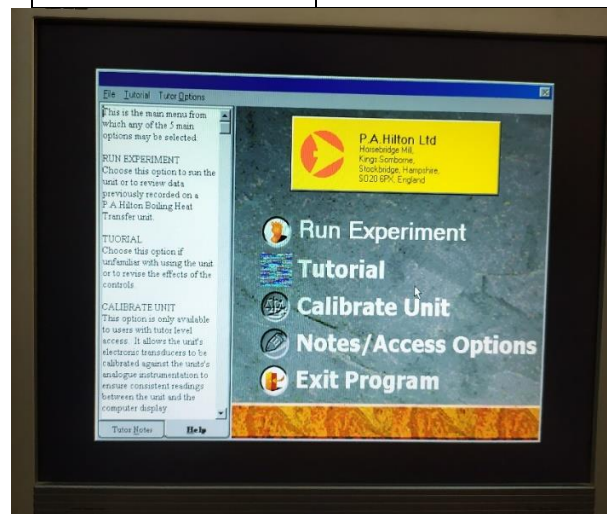 File Tutorial Tutor Options
This is the main menu from
which any of the 5 main
options may be selected.
RUN EXPERIMENT
Choose this option to run the
unit or to review data
previously recorded on a
P.A.Hilton Boiling Heat
Transfer unit.
TUORIAL
Choose this option if
unfamiliar with using the unit
or to revise the effects of the
controls
CALIBRATE UNIT
This option is only available
to users with tutor level
access. It allows the unit's
electronic transducers to be
calibrated against the units's
analogue instrumentation to
ensure consistent readings
between the unit and the
computer display
Tutor Notes Help
P.A.Hilton Ltd
Horsebridge Mill,
Kings Somborne,
Stockbridge, Hampshire,
SO20 6PX, England
Run Experiment
Tutorial
Calibrate Unit
Notes/Access Options
Exit Program